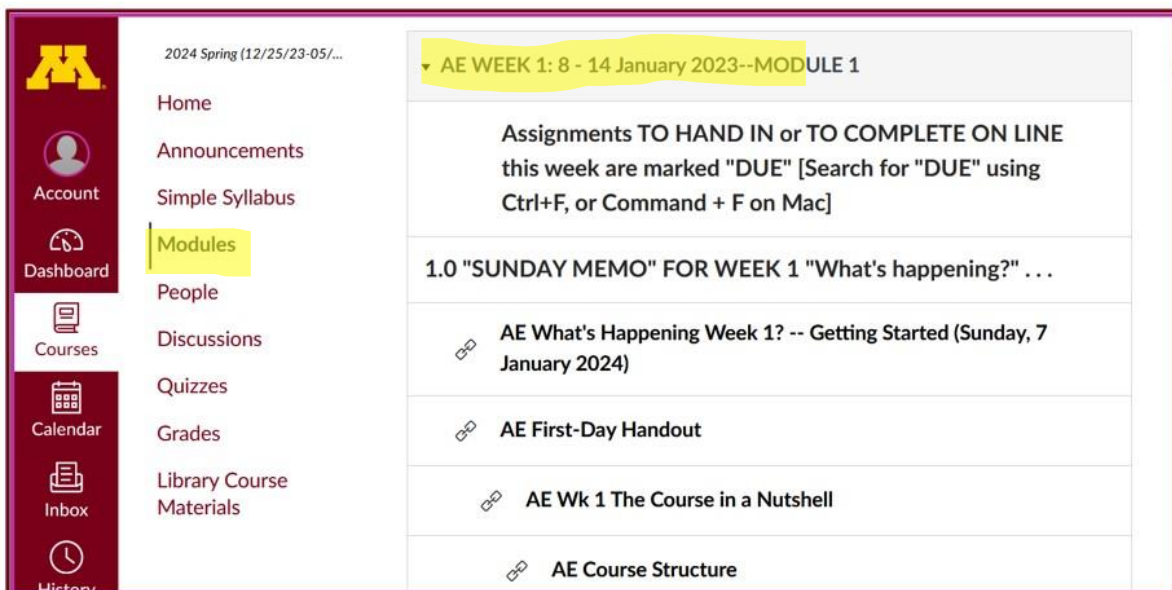 M
Account
Dashboard
Courses
Calendar
Inbox
History
2024 Spring (12/25/23-05/...
Home
Announcements
Simple Syllabus
Modules
People
Discussions
Quizzes
Grades
Library Course
Materials
AE WEEK 1: 8 - 14 January 2023--MODULE 1
Assignments TO HAND IN or TO COMPLETE ON LINE
this week are marked "DUE" [Search for "DUE" using
Ctrl+F, or Command + F on Mac]
1.0 "SUNDAY MEMO" FOR WEEK 1 "What's happening?" . . .
AE What's Happening Week 1? -- Getting Started (Sunday, 7
January 2024)
AE First-Day Handout
AE Wk 1 The Course in a Nutshell
AE Course Structure